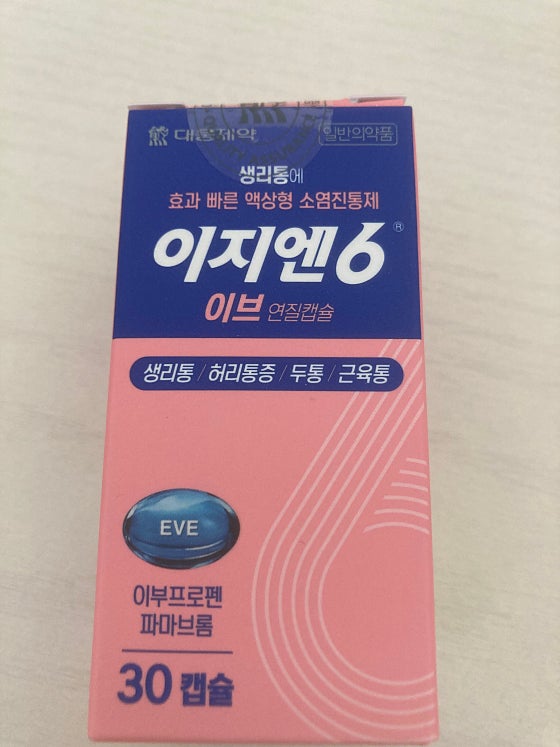 대웅제약 일반의약품
생리통에
효과 빠른 액상형 소염진통제
이지엔6®
이브 연질캡슐
생리통 / 허리통증 / 두통 / 근육통
EVE
이부프로펜
파마브롬
30 캡슐